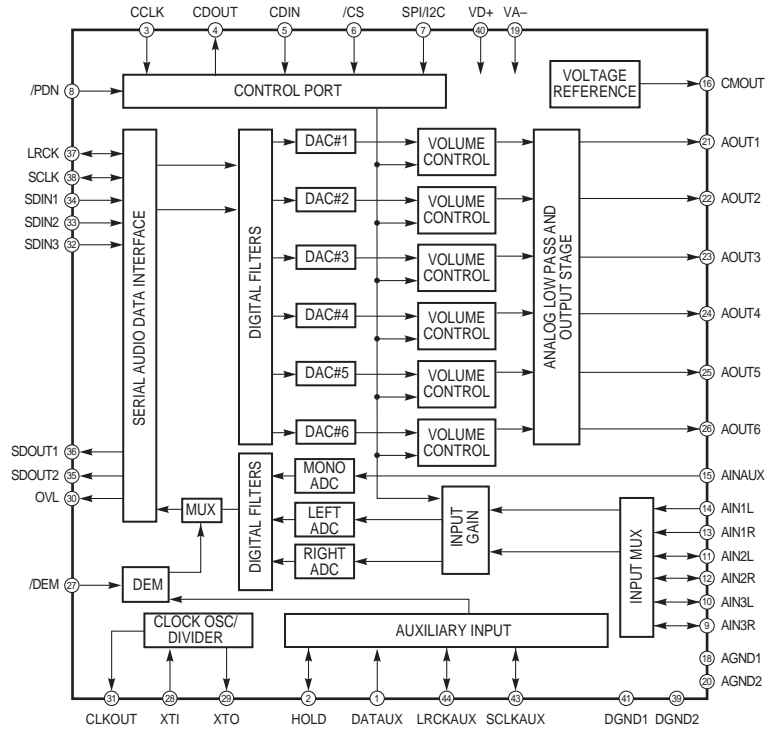 CCLK CDOUT CDIN /CS SPI/I2C VD+ VA–
3 4 5 6 7 40 19
/PDN 8
CONTROL PORT
VOLTAGE
REFERENCE
16 CMOUT
LRCK 37
SCLK 38
SDIN1 34
SDIN2 33
SDIN3 32
SERIAL AUDIO DATA INTERFACE
DIGITAL FILTERS
DAC#1
DAC#2
DAC#3
DAC#4
DAC#5
DAC#6
VOLUME
CONTROL
VOLUME
CONTROL
VOLUME
CONTROL
VOLUME
CONTROL
VOLUME
CONTROL
VOLUME
CONTROL
ANALOG LOW PASS AND
OUTPUT STAGE
21 AOUT1
22 AOUT2
23 AOUT3
24 AOUT4
25 AOUT5
26 AOUT6
SDOUT1 36
SDOUT2 35
OVL 30
MUX
DIGITAL FILTERS
MONO
ADC
LEFT
ADC
RIGHT
ADC
INPUT
GAIN
INPUT MUX
15 AINAUX
14 AIN1L
13 AIN1R
11 AIN2L
12 AIN2R
10 AIN3L
9 AIN3R
/DEM 27
DEM
CLOCK OSC/
DIVIDER
AUXILIARY INPUT
18 AGND1
20 AGND2
31 28 29 2 1 44 43 41 39
CLKOUT XTI XTO HOLD DATAUX LRCKAUX SCLKAUX DGND1 DGND2